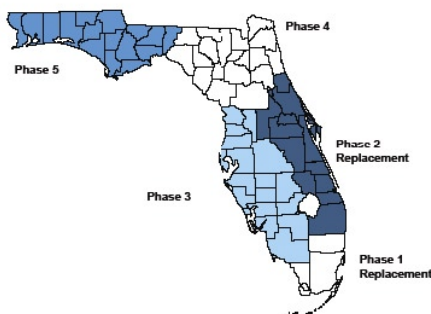 Phase 4
Phase 5
Phase 2
Replacement
Phase 3
Phase 1
Replacement